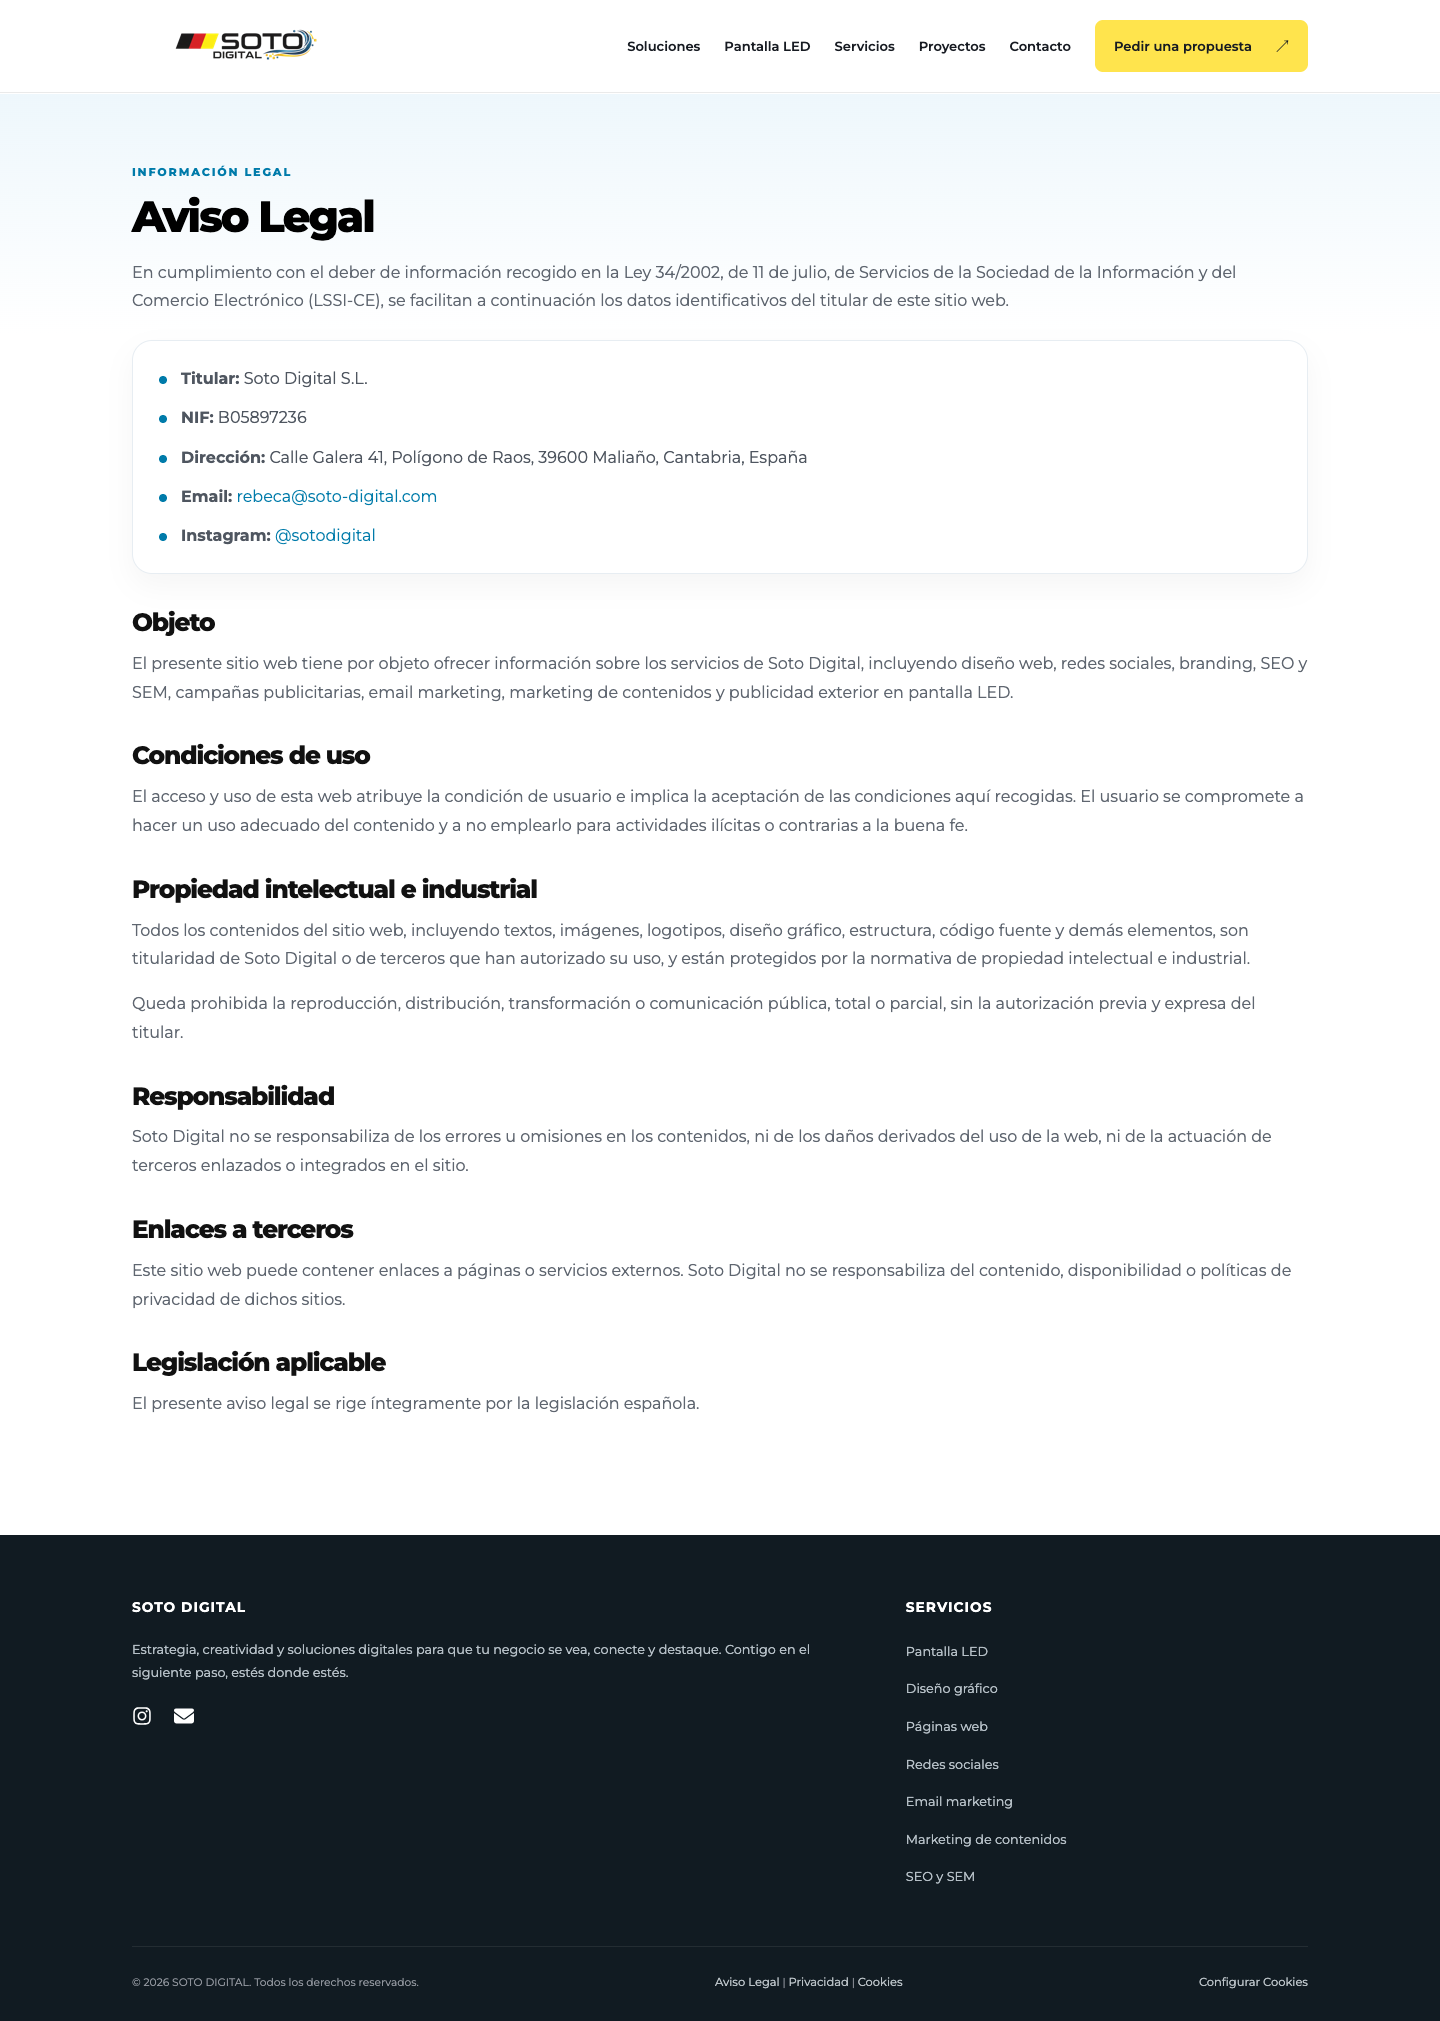 SOTO
DIGITAL
Soluciones
Pantalla LED
Servicios
Proyectos
Contacto
Pedir una propuesta
INFORMACIÓN LEGAL
Aviso Legal
En cumplimiento con el deber de información recogido en la Ley 34/2002, de 11 de julio, de Servicios de la Sociedad de la Información y del
Comercio Electrónico (LSSI-CE), se facilitan a continuación los datos identificativos del titular de este sitio web.
Titular: Soto Digital S.L.
NIF: B05897236
Dirección: Calle Galera 41, Polígono de Raos, 39600 Maliaño, Cantabria, España
Email: rebeca@soto-digital.com
Instagram: @sotodigital
Objeto
El presente sitio web tiene por objeto ofrecer información sobre los servicios de Soto Digital, incluyendo diseño web, redes sociales, branding, SEO y
SEM, campañas publicitarias, email marketing, marketing de contenidos y publicidad exterior en pantalla LED.
Condiciones de uso
El acceso y uso de esta web atribuye la condición de usuario e implica la aceptación de las condiciones aquí recogidas. El usuario se compromete a
hacer un uso adecuado del contenido y a no emplearlo para actividades ilícitas o contrarias a la buena fe.
Propiedad intelectual e industrial
Todos los contenidos del sitio web, incluyendo textos, imágenes, logotipos, diseño gráfico, estructura, código fuente y demás elementos, son
titularidad de Soto Digital o de terceros que han autorizado su uso, y están protegidos por la normativa de propiedad intelectual e industrial.
Queda prohibida la reproducción, distribución, transformación o comunicación pública, total o parcial, sin la autorización previa y expresa del
titular.
Responsabilidad
Soto Digital no se responsabiliza de los errores u omisiones en los contenidos, ni de los daños derivados del uso de la web, ni de la actuación de
terceros enlazados o integrados en el sitio.
Enlaces a terceros
Este sitio web puede contener enlaces a páginas o servicios externos. Soto Digital no se responsabiliza del contenido, disponibilidad o políticas de
privacidad de dichos sitios.
Legislación aplicable
El presente aviso legal se rige íntegramente por la legislación española.
SOTO DIGITAL
Estrategia, creatividad y soluciones digitales para que tu negocio se vea, conecte y destaque. Contigo en el
siguiente paso, estés donde estés.
SERVICIOS
Pantalla LED
Diseño gráfico
Páginas web
Redes sociales
Email marketing
Marketing de contenidos
SEO y SEM
© 2026 SOTO DIGITAL. Todos los derechos reservados.
Aviso Legal | Privacidad | Cookies
Configurar Cookies